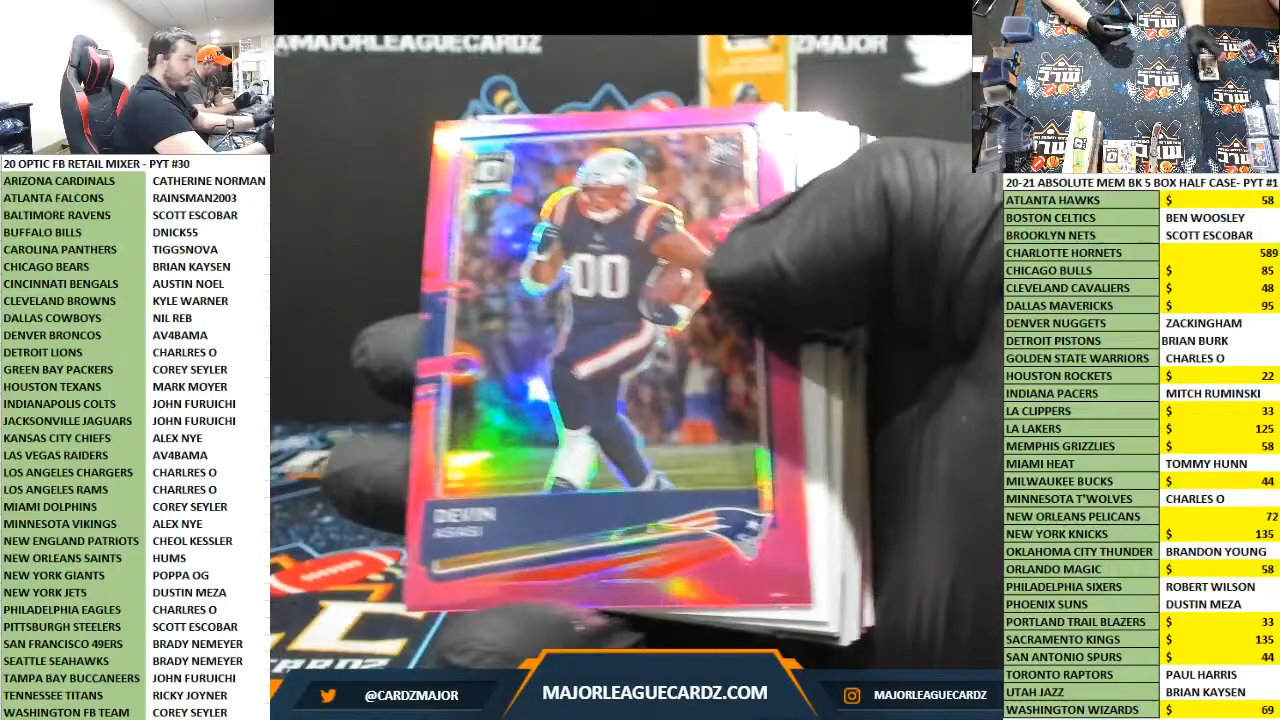 @MAJORLEAGUECARDZ
ZMAJOR
20 OPTIC FB RETAIL MIXER - PYT #30
ARIZONA CARDINALS CATHERINE NORMAN
ATLANTA FALCONS RAINSMAN2003
BALTIMORE RAVENS SCOTT ESCOBAR
BUFFALO BILLS DNICK55
CAROLINA PANTHERS TIGGSNOVA
CHICAGO BEARS BRIAN KAYSEN
CINCINNATI BENGALS AUSTIN NOEL
CLEVELAND BROWNS KYLE WARNER
DALLAS COWBOYS NIL REB
DENVER BRONCOS AV4BAMA
DETROIT LIONS CHARLRES O
GREEN BAY PACKERS COREY SEYLER
HOUSTON TEXANS MARK MOYER
INDIANAPOLIS COLTS JOHN FURUICHI
JACKSONVILLE JAGUARS JOHN FURUICHI
KANSAS CITY CHIEFS ALEX NYE
LAS VEGAS RAIDERS AV4BAMA
LOS ANGELES CHARGERS CHARLRES O
LOS ANGELES RAMS CHARLRES O
MIAMI DOLPHINS COREY SEYLER
MINNESOTA VIKINGS ALEX NYE
NEW ENGLAND PATRIOTS CHEOL KESSLER
NEW ORLEANS SAINTS HUMS
NEW YORK GIANTS POPPA OG
NEW YORK JETS DUSTIN MEZA
PHILADELPHIA EAGLES CHARLRES O
PITTSBURGH STEELERS SCOTT ESCOBAR
SAN FRANCISCO 49ERS BRADY NEMEYER
SEATTLE SEAHAWKS BRADY NEMEYER
TAMPA BAY BUCCANEERS JOHN FURUICHI
TENNESSEE TITANS RICKY JOYNER
WASHINGTON FB TEAM COREY SEYLER
00
DEVIN
ASIASI
@CARDZMAJOR
MAJORLEAGUECARDZ.COM
MAJORLEAGUECARDZ
20-21 ABSOLUTE MEM BK 5 BOX HALF CASE- PYT #1
ATLANTA HAWKS $ 58
BOSTON CELTICS BEN WOOSLEY
BROOKLYN NETS SCOTT ESCOBAR
CHARLOTTE HORNETS 589
CHICAGO BULLS $ 85
CLEVELAND CAVALIERS $ 48
DALLAS MAVERICKS $ 95
DENVER NUGGETS ZACKINGHAM
DETROIT PISTONS BRIAN BURK
GOLDEN STATE WARRIORS CHARLES O
HOUSTON ROCKETS $ 22
INDIANA PACERS MITCH RUMINSKI
LA CLIPPERS $ 33
LA LAKERS $ 125
MEMPHIS GRIZZLIES $ 58
MIAMI HEAT TOMMY HUNN
MILWAUKEE BUCKS $ 44
MINNESOTA T'WOLVES CHARLES O
NEW ORLEANS PELICANS 72
NEW YORK KNICKS $ 135
OKLAHOMA CITY THUNDER BRANDON YOUNG
ORLANDO MAGIC $ 58
PHILADELPHIA SIXERS ROBERT WILSON
PHOENIX SUNS DUSTIN MEZA
PORTLAND TRAIL BLAZERS $ 33
SACRAMENTO KINGS $ 135
SAN ANTONIO SPURS $ 44
TORONTO RAPTORS PAUL HARRIS
UTAH JAZZ BRIAN KAYSEN
WASHINGTON WIZARDS $ 69